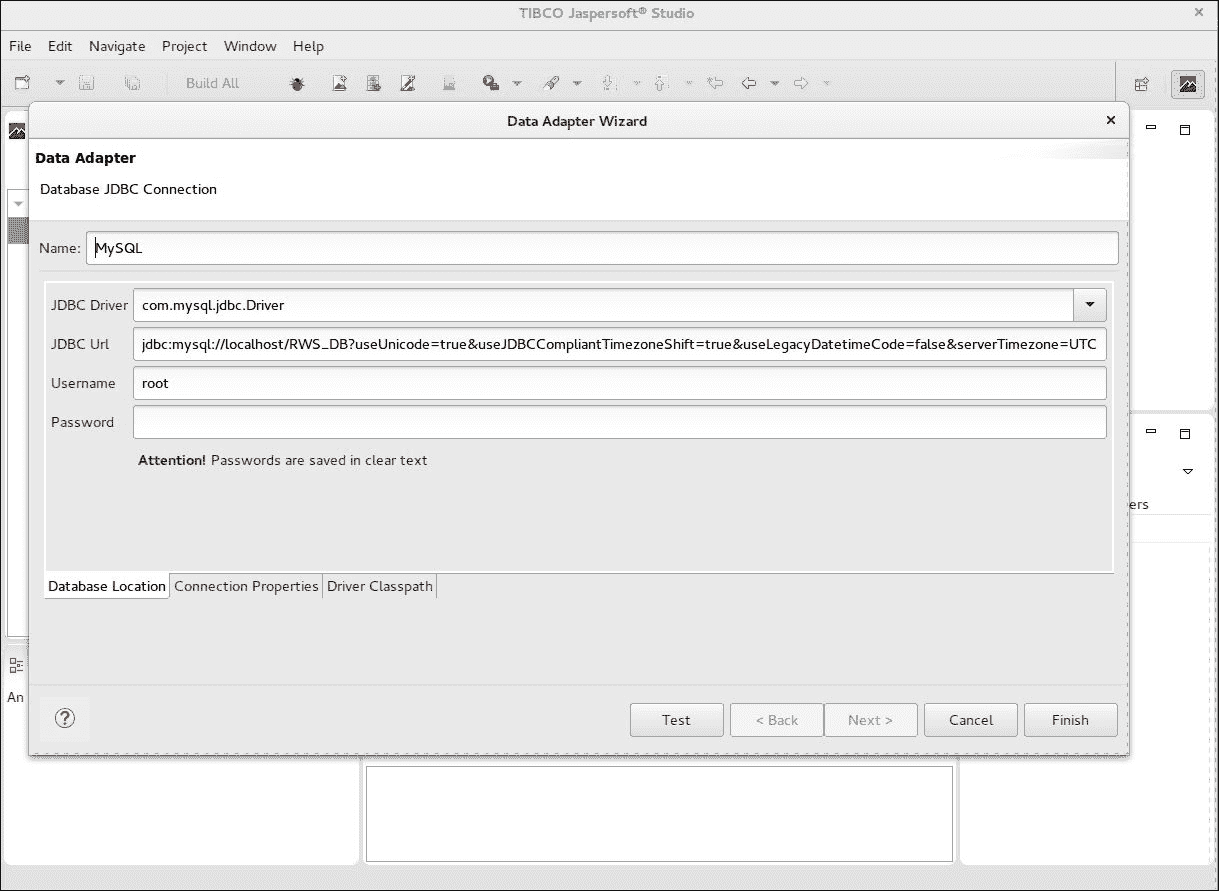 TIBCO Jaspersoft® Studio
File Edit Navigate Project Window Help
Build All
Data Adapter Wizard
Data Adapter
Database JDBC Connection
Name: MySQL
JDBC Driver com.mysql.jdbc.Driver
JDBC Url jdbc:mysql://localhost/RWS_DB?useUnicode=true&useJDBCCompliantTimezoneShift=true&useLegacyDatetimeCode=false&serverTimezone=UTC
Username root
Password
Attention! Passwords are saved in clear text
ers
Database Location Connection Properties Driver Classpath
An
? Test < Back Next > Cancel Finish